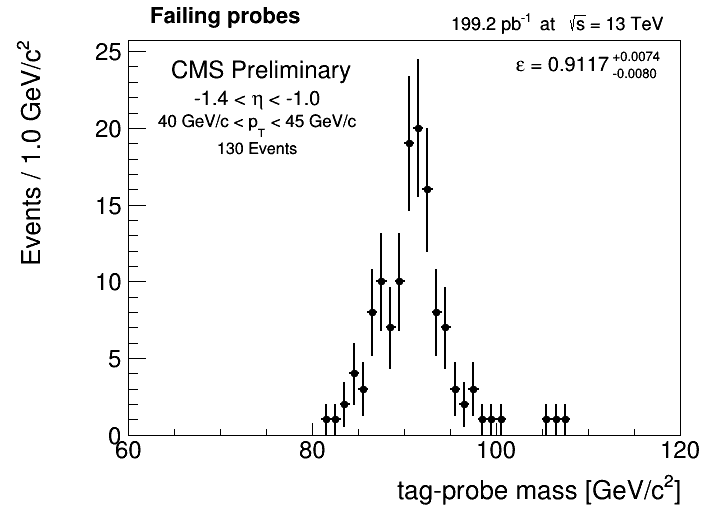 Failing probes
199.2 pb⁻¹ at √s = 13 TeV
CMS Preliminary
-1.4 < η < -1.0
40 GeV/c < p_T < 45 GeV/c
130 Events
ε = 0.9117 +0.0074 -0.0080
Events / 1.0 GeV/c²
25
20
15
10
5
0
60 80 100 120
tag-probe mass [GeV/c²]